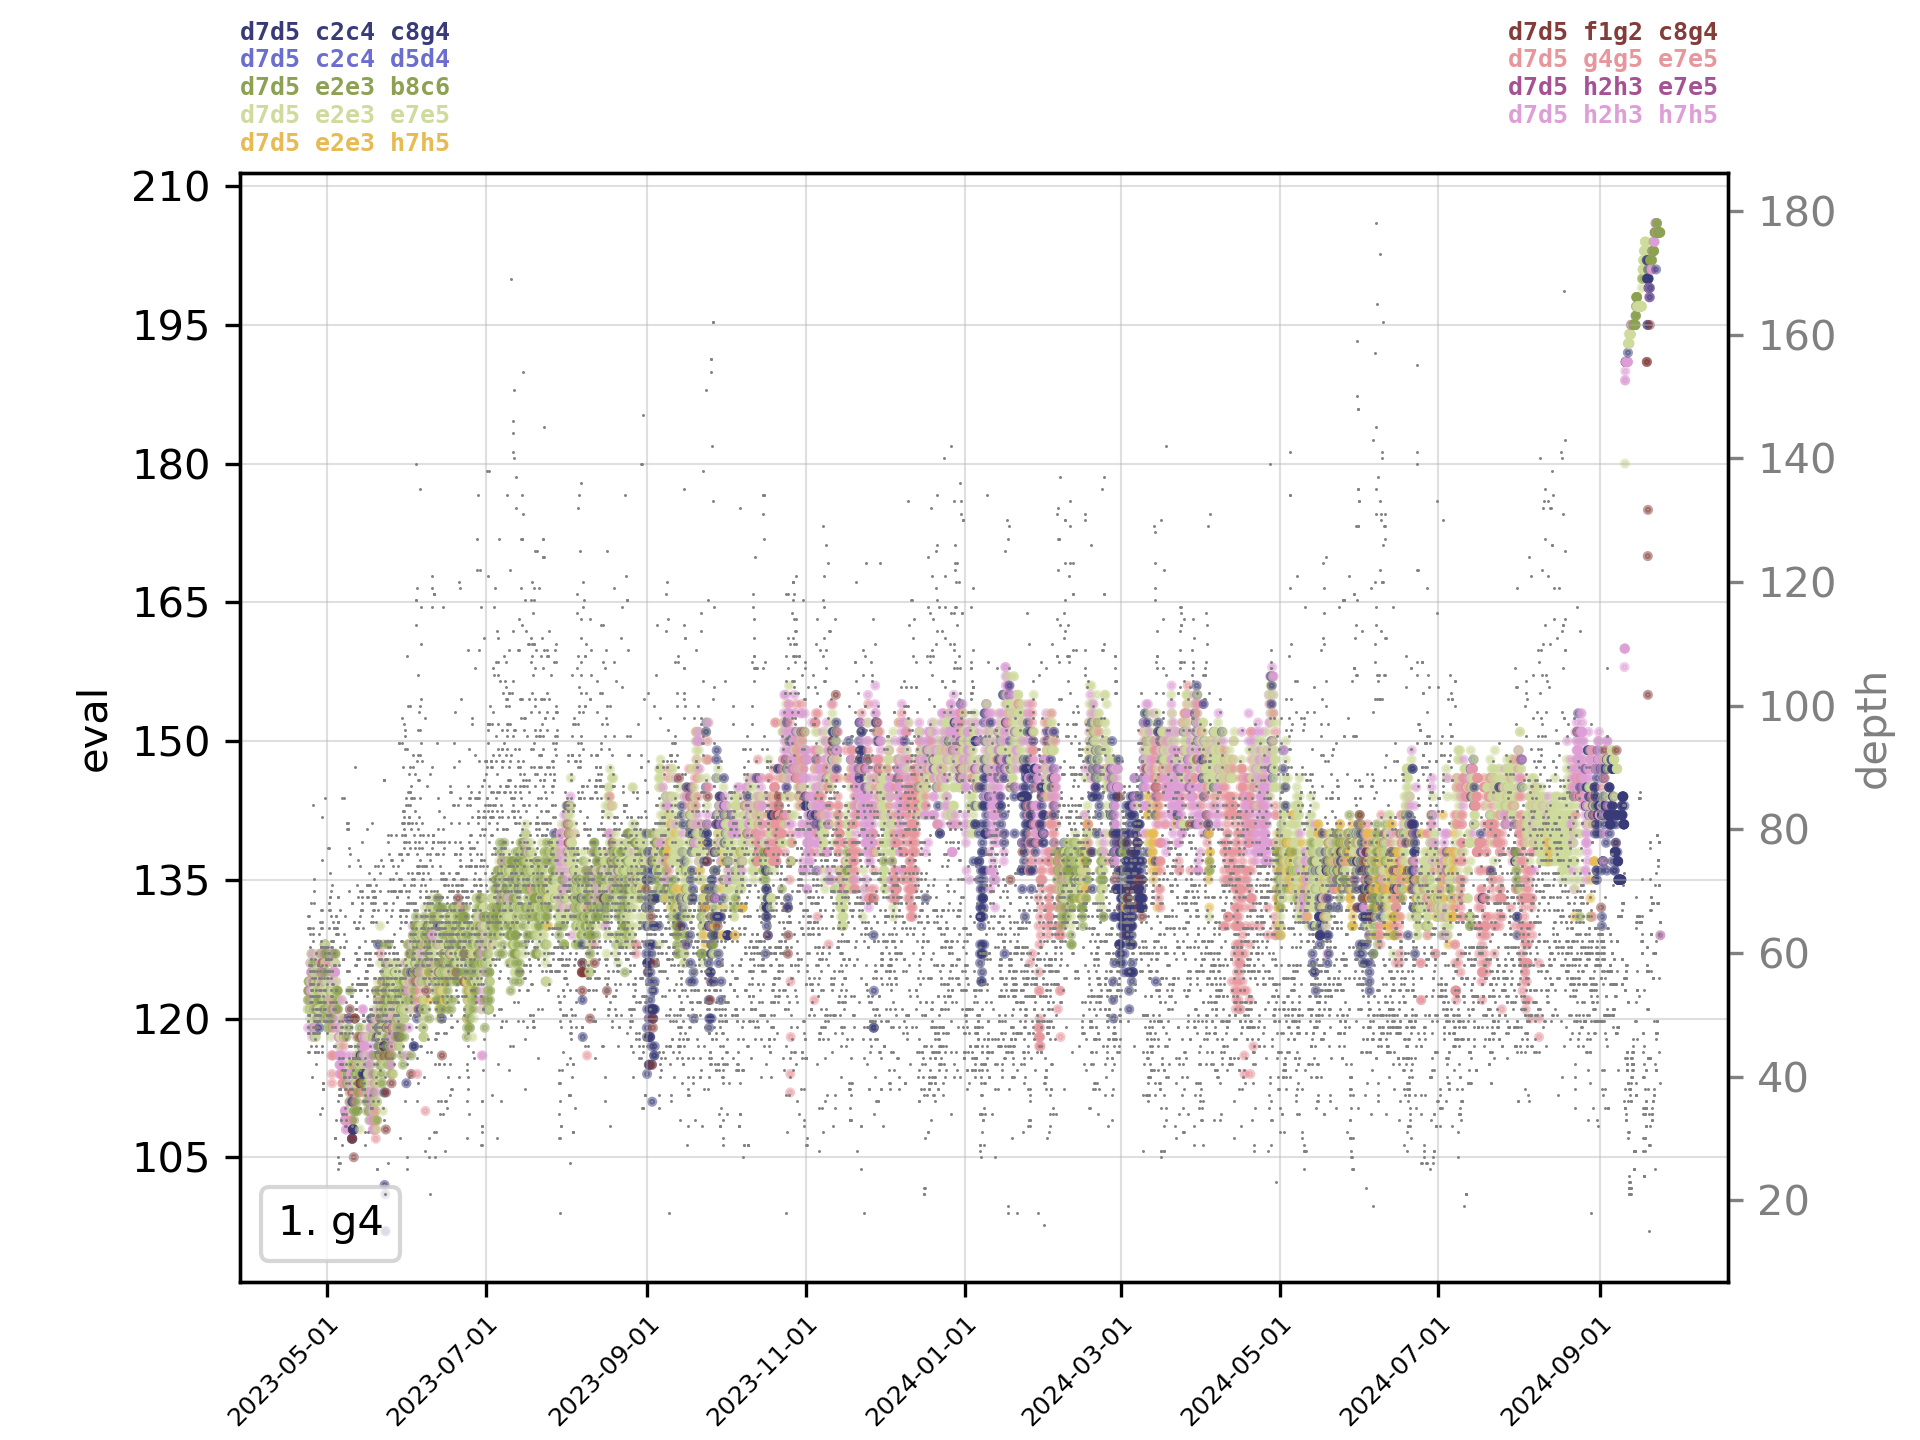 d7d5 c2c4 c8g4
d7d5 c2c4 d5d4
d7d5 e2e3 b8c6
d7d5 e2e3 e7e5
d7d5 e2e3 h7h5
d7d5 f1g2 c8g4
d7d5 g4g5 e7e5
d7d5 h2h3 e7e5
d7d5 h2h3 h7h5
210
195
180
165
150
135
120
105
eval
180
160
140
120
100
80
60
40
20
depth
1. g4
2023-05-01
2023-07-01
2023-09-01
2023-11-01
2024-01-01
2024-03-01
2024-05-01
2024-07-01
2024-09-01